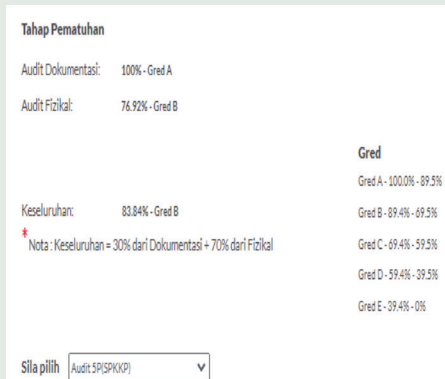 Tahap Pematuhan
Audit Dokumentasi: 100% - Gred A
Audit Fizikal: 76.92% - Gred B
Gred
Gred A - 100.0% - 89.5%
Keseluruhan: 83.84% - Gred B
Gred B - 89.4% - 69.5%
* Nota : Keseluruhan = 30% dari Dokumentasi + 70% dari Fizikal
Gred C - 69.4% - 59.5%
Gred D - 59.4% - 39.5%
Gred E - 39.4% - 0%
Sila pilih Audit 5P(SPKKP)